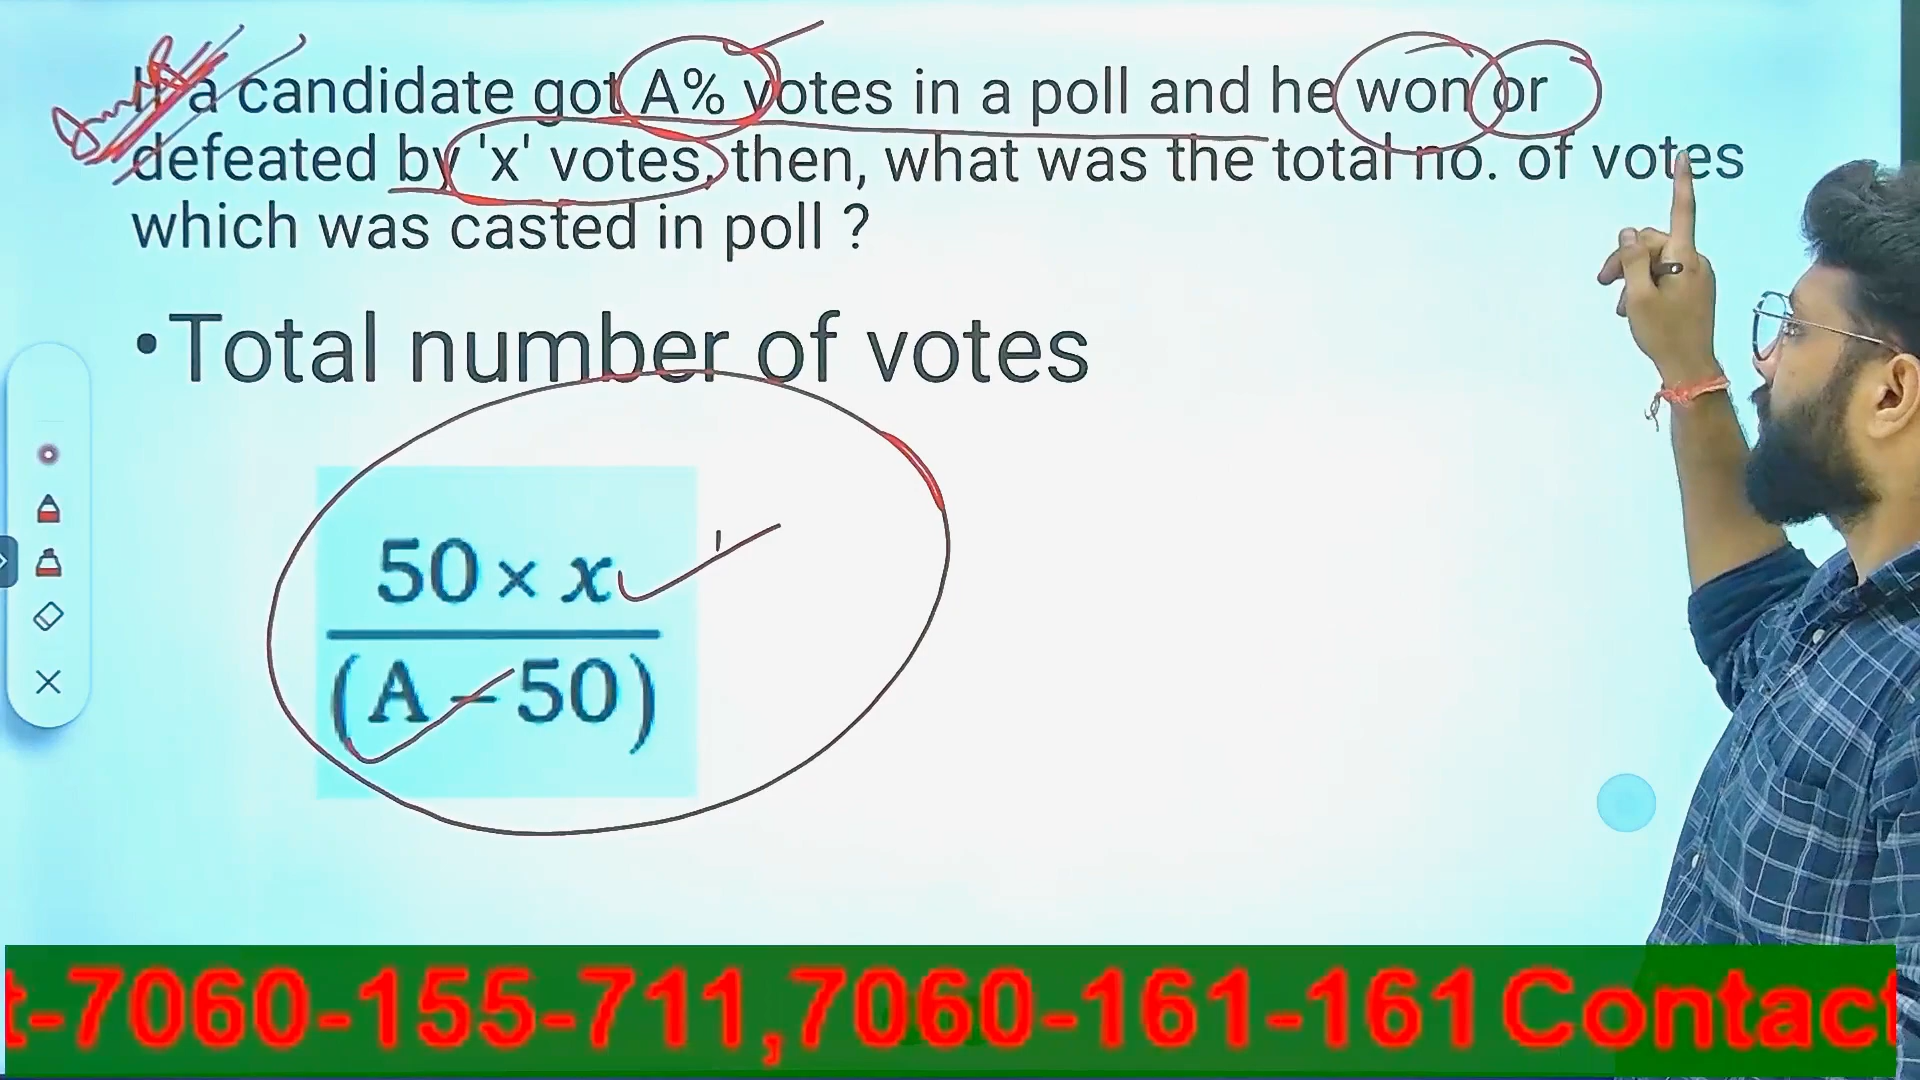 If a candidate got A% votes in a poll and he won or
defeated by 'x' votes, then, what was the total no. of votes
which was casted in poll ?
•Total number of votes
50 × x
(A – 50)
t-7060-155-711,7060-161-161 Contact